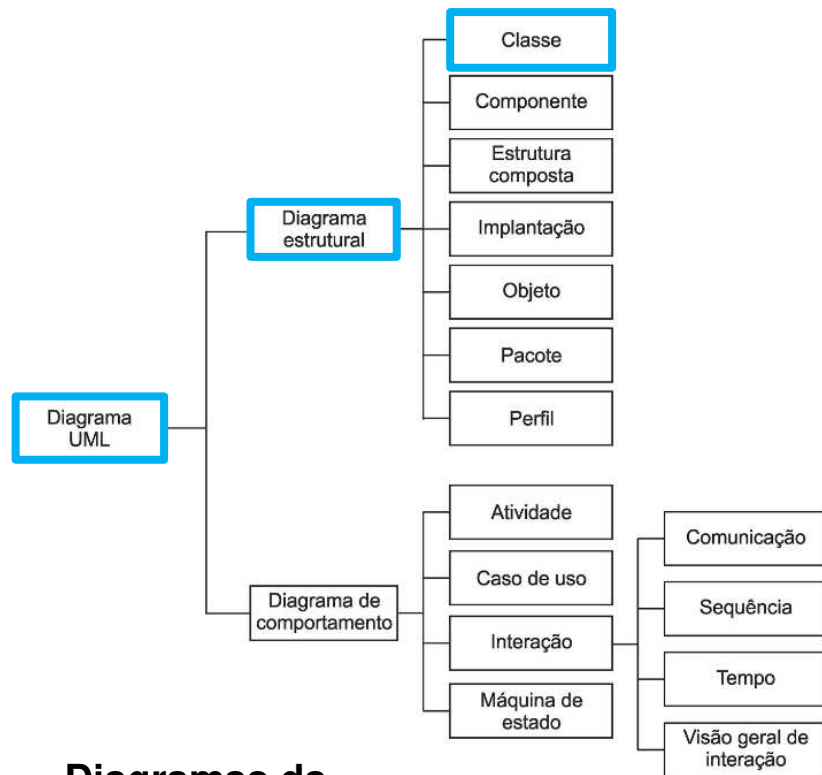 Classe
Componente
Estrutura
composta
Diagrama
estrutural
Implantação
Objeto
Pacote
Perfil
Diagrama
UML
Atividade
Caso de uso
Diagrama de
comportamento
Interação
Máquina de
estado
Comunicação
Sequência
Tempo
Visão geral de
interação
Diagramas da